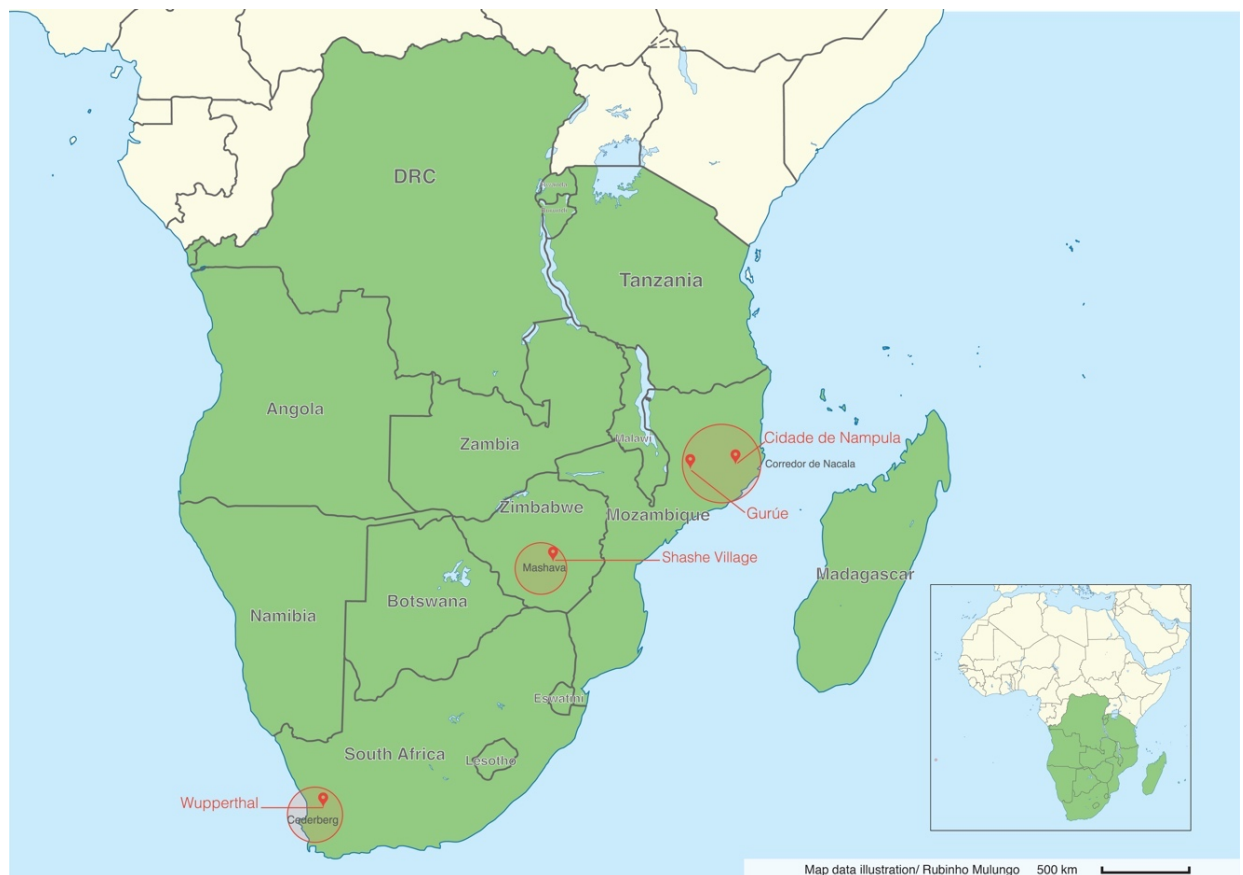 DRC
Tanzania
Angola
Zambia
Malawi
Cidade de Nampula
Corredor de Nacala
Gurúe
Zimbabwe
Mozambique
Shashe Village
Mashava
Madagascar
Namibia
Botswana
Eswatini
South Africa
Lesotho
Wupperthal
Cederberg
Map data illustration/ Rubinho Mulungo 500 km